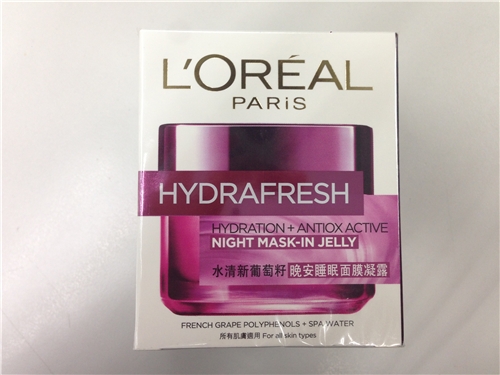 L'ORÉAL
PARiS
HYDRAFRESH
HYDRATION + ANTIOX ACTIVE
NIGHT MASK-IN JELLY
水清新葡萄籽晚安睡眠面膜凝露
FRENCH GRAPE POLYPHENOLS + SPA WATER
所有肌膚適用 For all skin types